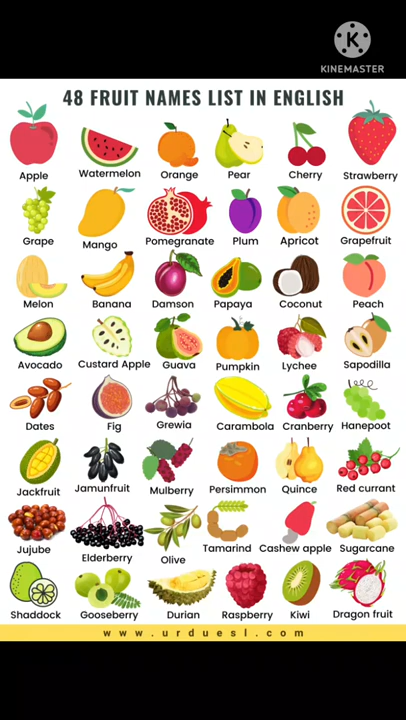 KINEMASTER
48 FRUIT NAMES LIST IN ENGLISH
Apple Watermelon Orange Pear Cherry Strawberry
Grape Mango Pomegranate Plum Apricot Grapefruit
Melon Banana Damson Papaya Coconut Peach
Avocado Custard Apple Guava Pumpkin Lychee Sapodilla
Dates Fig Grewia Carambola Cranberry Hanepoot
Jackfruit Jamunfruit Mulberry Persimmon Quince Red currant
Jujube Elderberry Olive Tamarind Cashew apple Sugarcane
Shaddock Gooseberry Durian Raspberry Kiwi Dragon fruit
www.urduesl.com